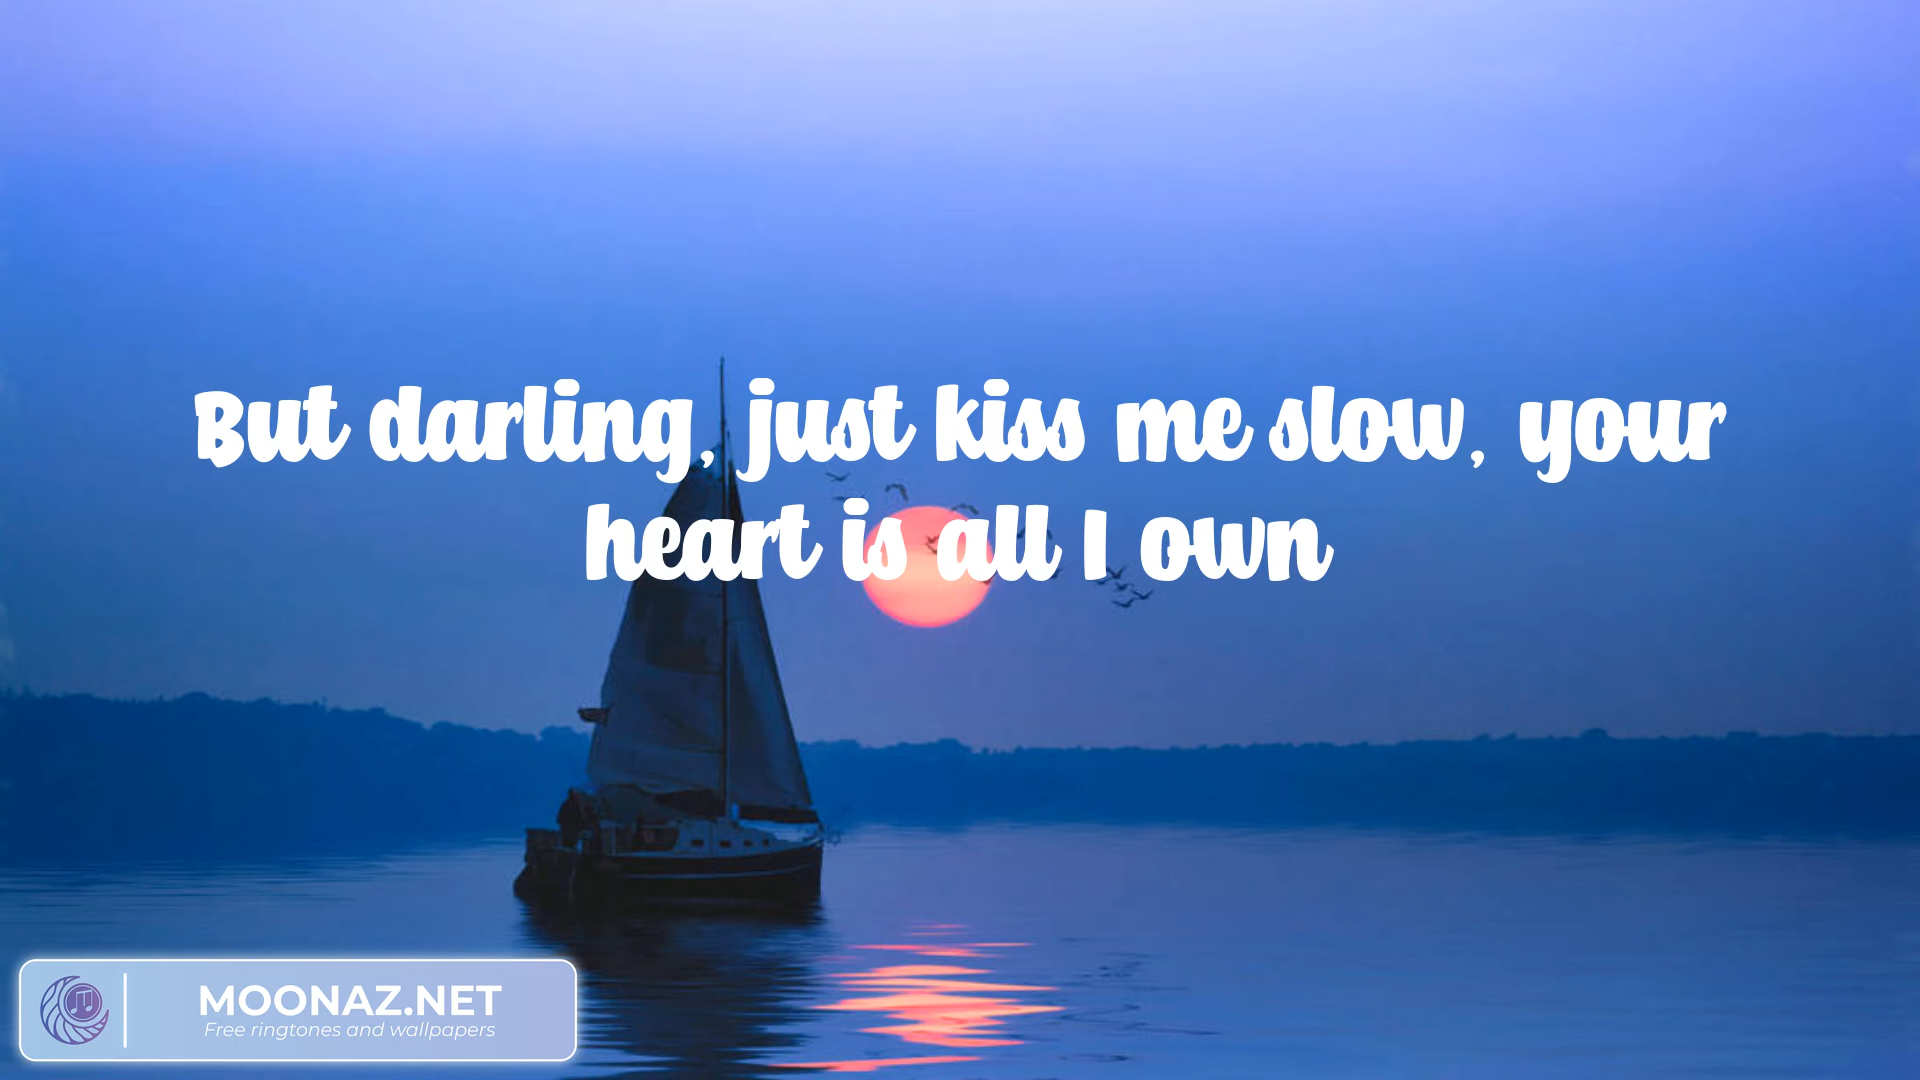 But darling, just kiss me slow, your
heart is all I own
MOONAZ.NET
Free ringtones and wallpapers